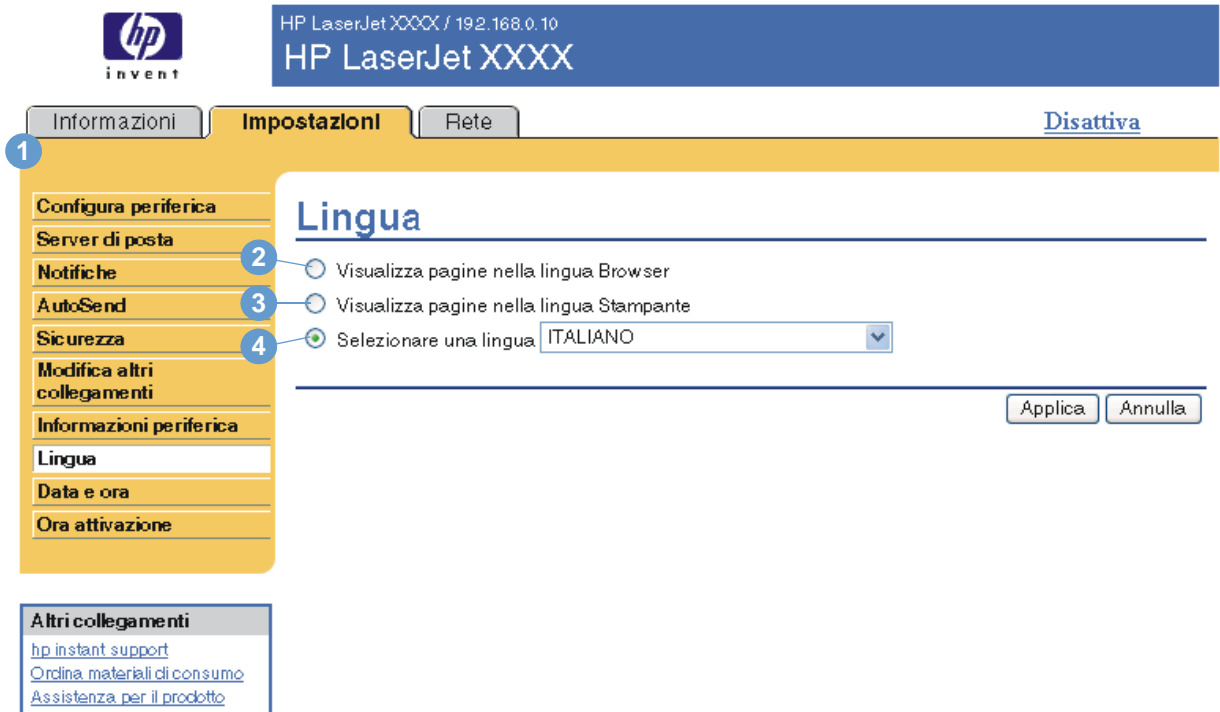 hp
invent
HP LaserJet XXXX / 192.168.0.10
HP LaserJet XXXX
Informazioni
Impostazioni
Rete
Disattiva
1
Configura periferica
Server di posta
Notifiche
AutoSend
Sicurezza
Modifica altri
collegamenti
Informazioni periferica
Lingua
Data e ora
Ora attivazione
Lingua
2 Visualizza pagine nella lingua Browser
3 Visualizza pagine nella lingua Stampante
4 Selezionare una lingua ITALIANO
Applica Annulla
Altri collegamenti
hp instant support
Ordina materiali di consumo
Assistenza per il prodotto